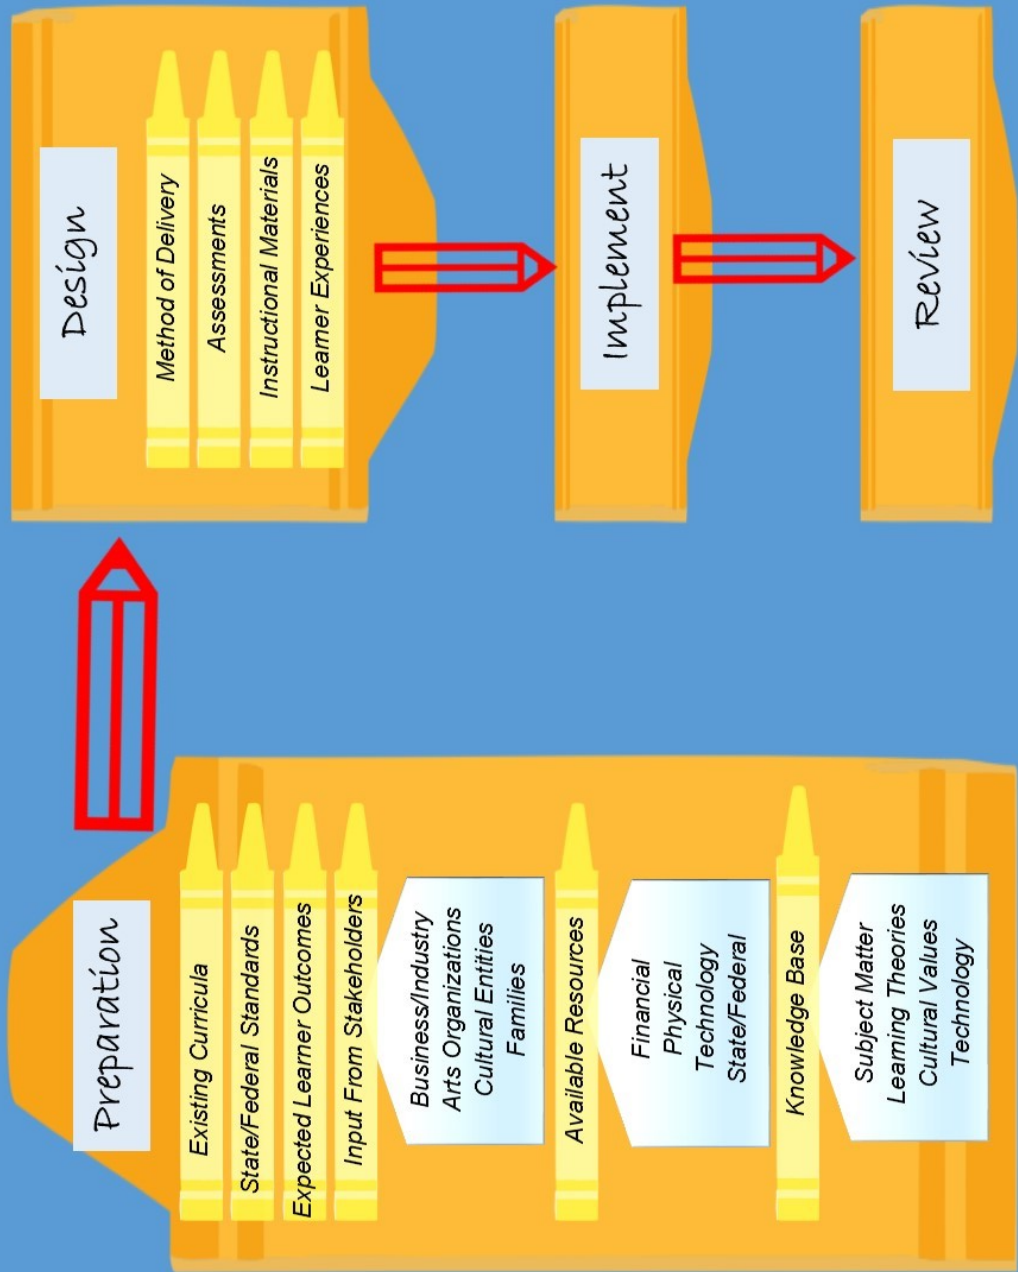 Preparation
Existing Curricula
State/Federal Standards
Expected Learner Outcomes
Input From Stakeholders
Business/Industry
Arts Organizations
Cultural Entities
Families
Available Resources
Financial
Physical
Technology
State/Federal
Knowledge Base
Subject Matter
Learning Theories
Cultural Values
Technology
Design
Method of Delivery
Assessments
Instructional Materials
Learner Experiences
Implement
Review